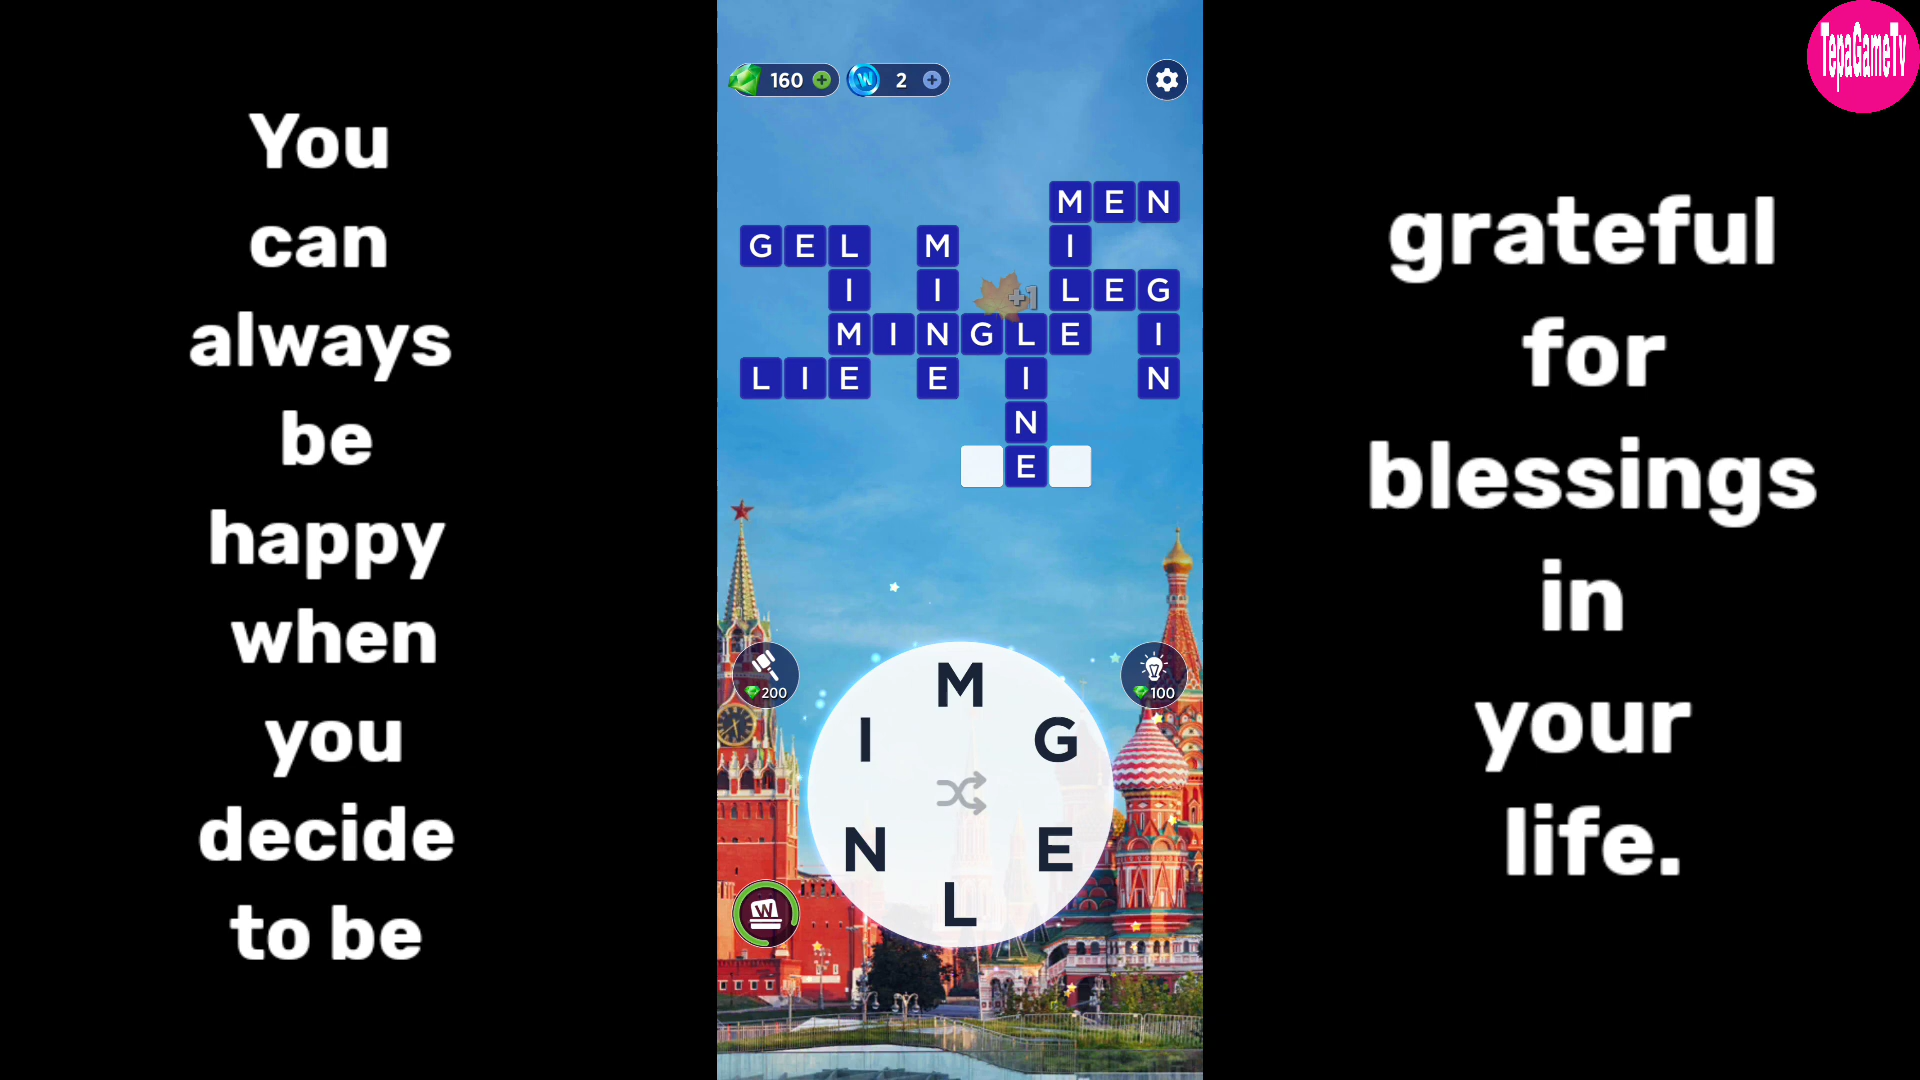 You
can
always
be
happy
when
you
decide
to be
160
W 2
MEN
GEL M I
I I +1 LEG
MINGLE I
LIE E I N
N
E
200
100
M
I G
N E
L
W
grateful
for
blessings
in
your
life.
TepaGameTv